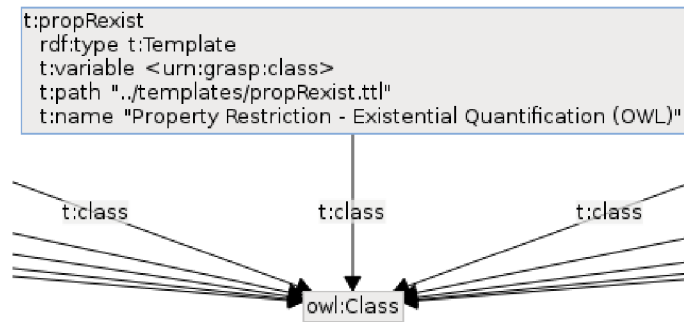 t:propRexist
rdf:type t:Template
t:variable <urn:grasp:class>
t:path "../templates/propRexist.ttl"
t:name "Property Restriction - Existential Quantification (OWL)"
t:class t:class t:class
owl:Class